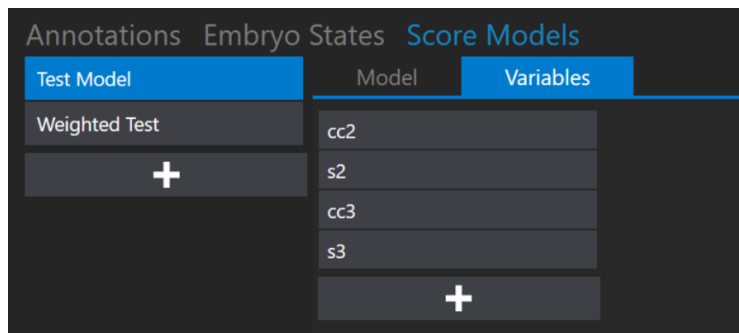 Annotations Embryo States Score Models
Test Model
Weighted Test
Model Variables
cc2
s2
cc3
s3